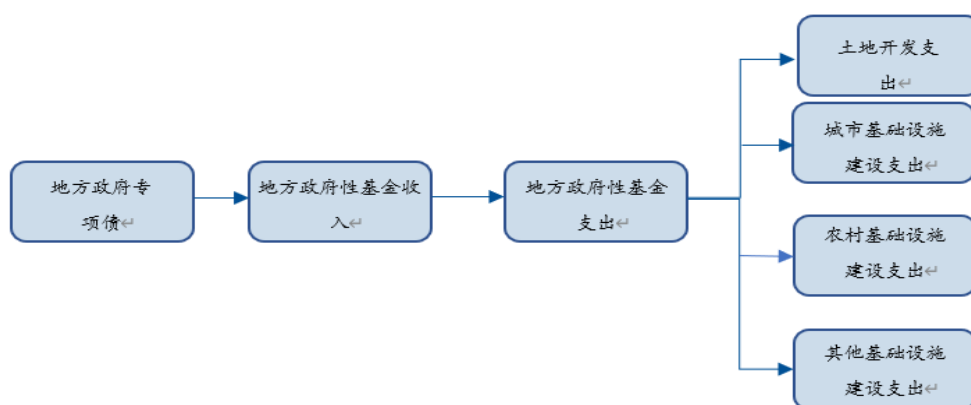 地方政府专
项债↵
地方政府性基金收
入↵
地方政府性基金
支出↵
土地开发支
出↵
城市基础设施
建设支出↵
农村基础设施
建设支出↵
其他基础设施
建设支出↵